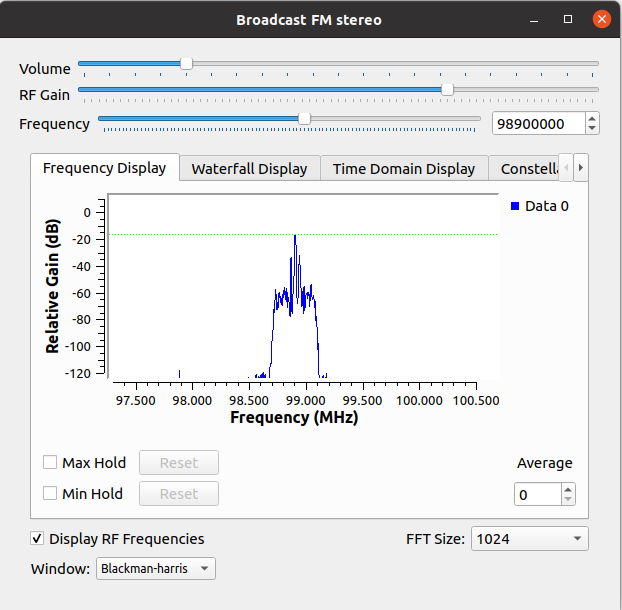 Broadcast FM stereo
Volume
RF Gain
Frequency 98900000
Frequency Display Waterfall Display Time Domain Display Constella
Data 0
Relative Gain (dB)
0
-20
-40
-60
-80
-100
-120
97.500 98.000 98.500 99.000 99.500 100.000 100.500
Frequency (MHz)
Max Hold Reset Average
Min Hold Reset 0
Display RF Frequencies FFT Size: 1024
Window: Blackman-harris